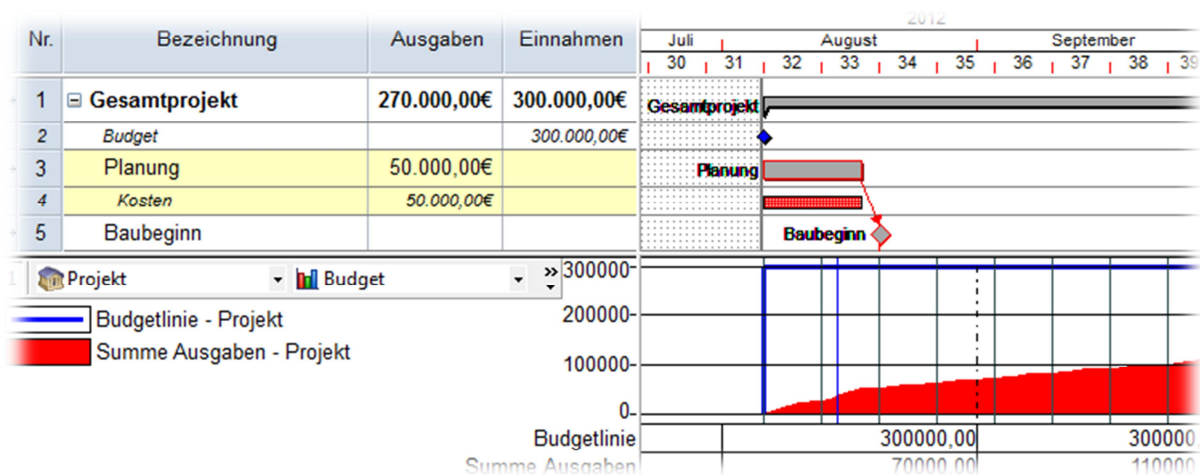 2012
Nr. Bezeichnung Ausgaben Einnahmen Juli August September
30 31 32 33 34 35 36 37 38 39
1 Gesamtprojekt 270.000,00€ 300.000,00€ Gesamtprojekt
2 Budget 300.000,00€
3 Planung 50.000,00€ Planung
4 Kosten 50.000,00€
5 Baubeginn Baubeginn
Projekt Budget » 300000
Budgetlinie - Projekt 200000
Summe Ausgaben - Projekt 100000
0
Budgetlinie 300000,00 300000
Summe Ausgaben 70000,00 110000